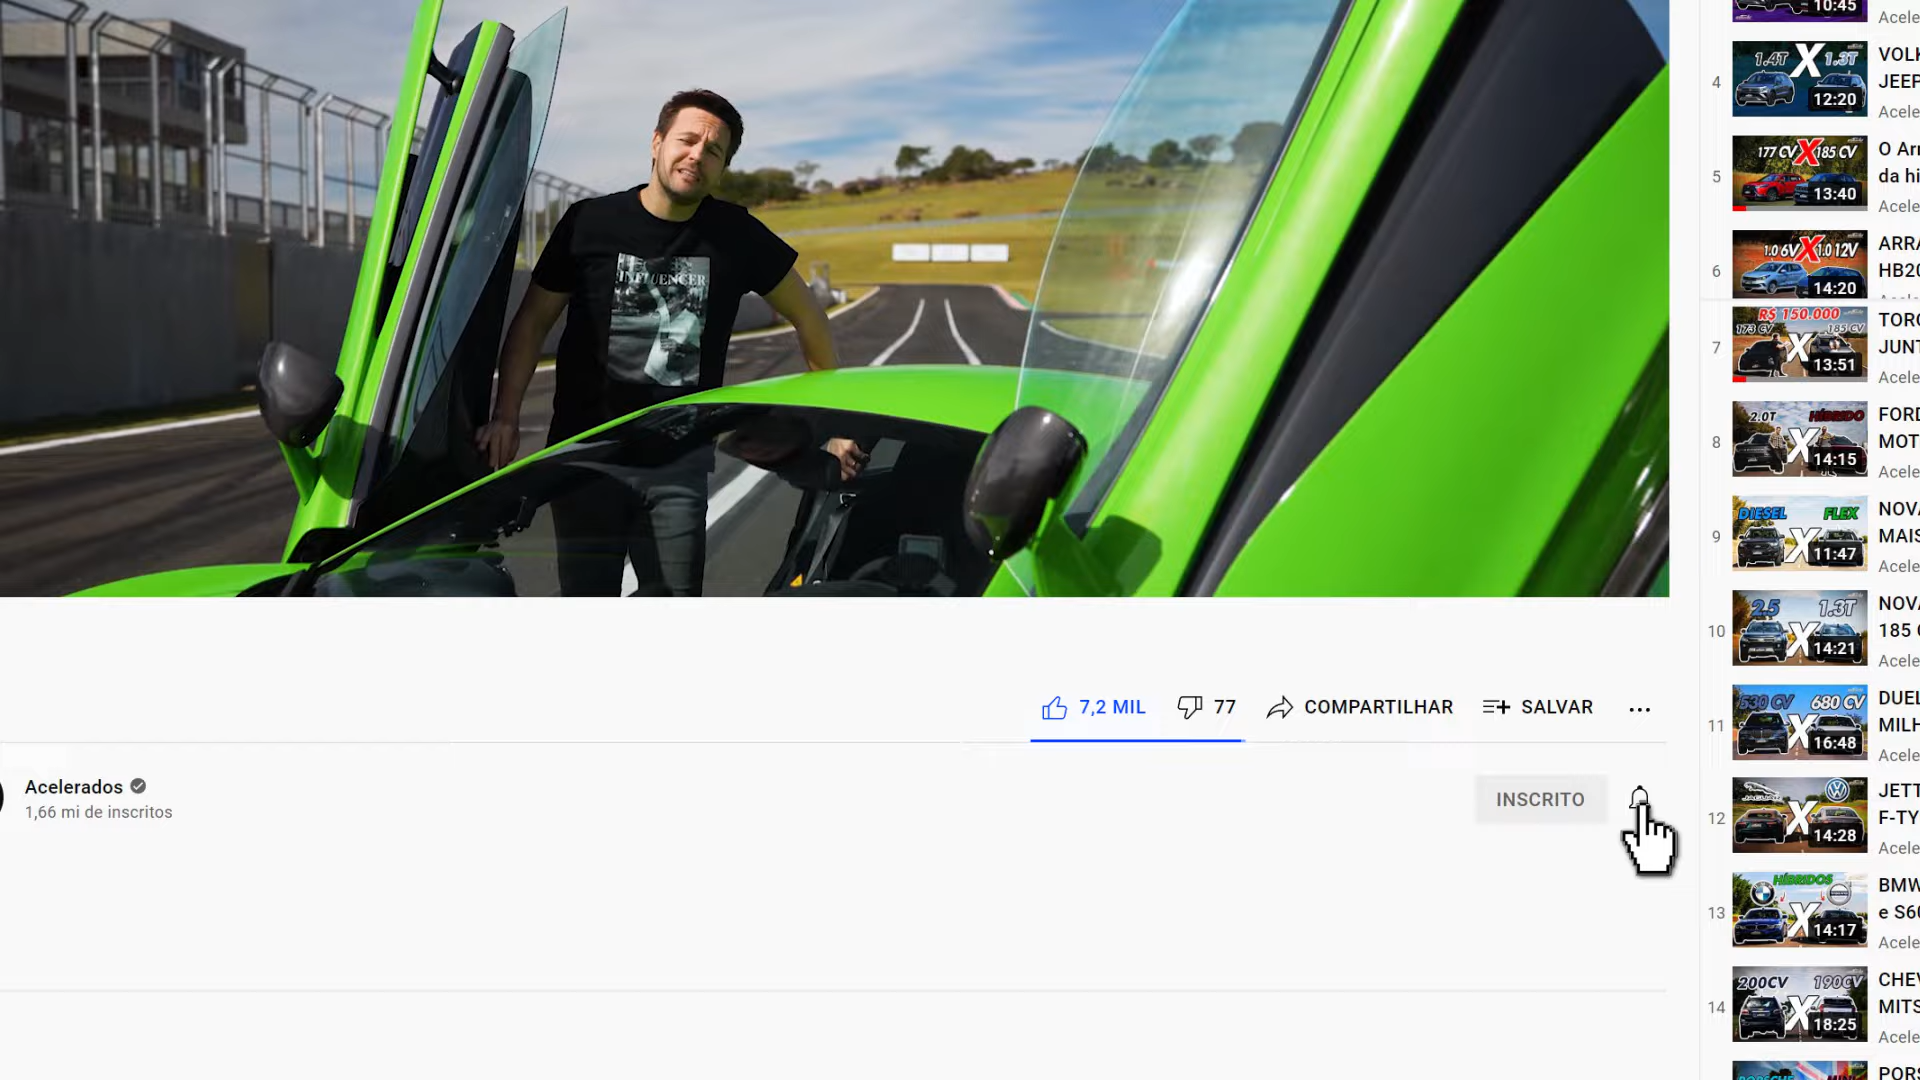 INFLUENCER
7,2 MIL
77
COMPARTILHAR
SALVAR
Acelerados
1,66 mi de inscritos
INSCRITO
10:45
Acele
4
1.4T X 1.3T
12:20
VOLK
JEEP
Acele
5
177 CV X 185 CV
13:40
O Arr
da hi
Acele
6
1.0 6V X 1.0 12V
14:20
ARRA
HB20
7
R$ 150.000
173 CV X 185 CV
13:51
TORO
JUNT
Acele
8
2.0T X HÍBRIDO
14:15
FORD
MOT
Acele
9
DIESEL X FLEX
11:47
NOVA
MAIS
Acele
10
2.5 X 1.3T
14:21
NOVA
185 C
Acele
11
530 CV X 680 CV
16:48
DUEL
MILH
Acele
12
JAGUAR X
14:28
JETT
F-TY
Acele
13
HÍBRIDOS
X
14:17
BMW
e S60
Acele
14
200CV X 190CV
18:25
CHEV
MITS
Acele
PORSCHE
PORS